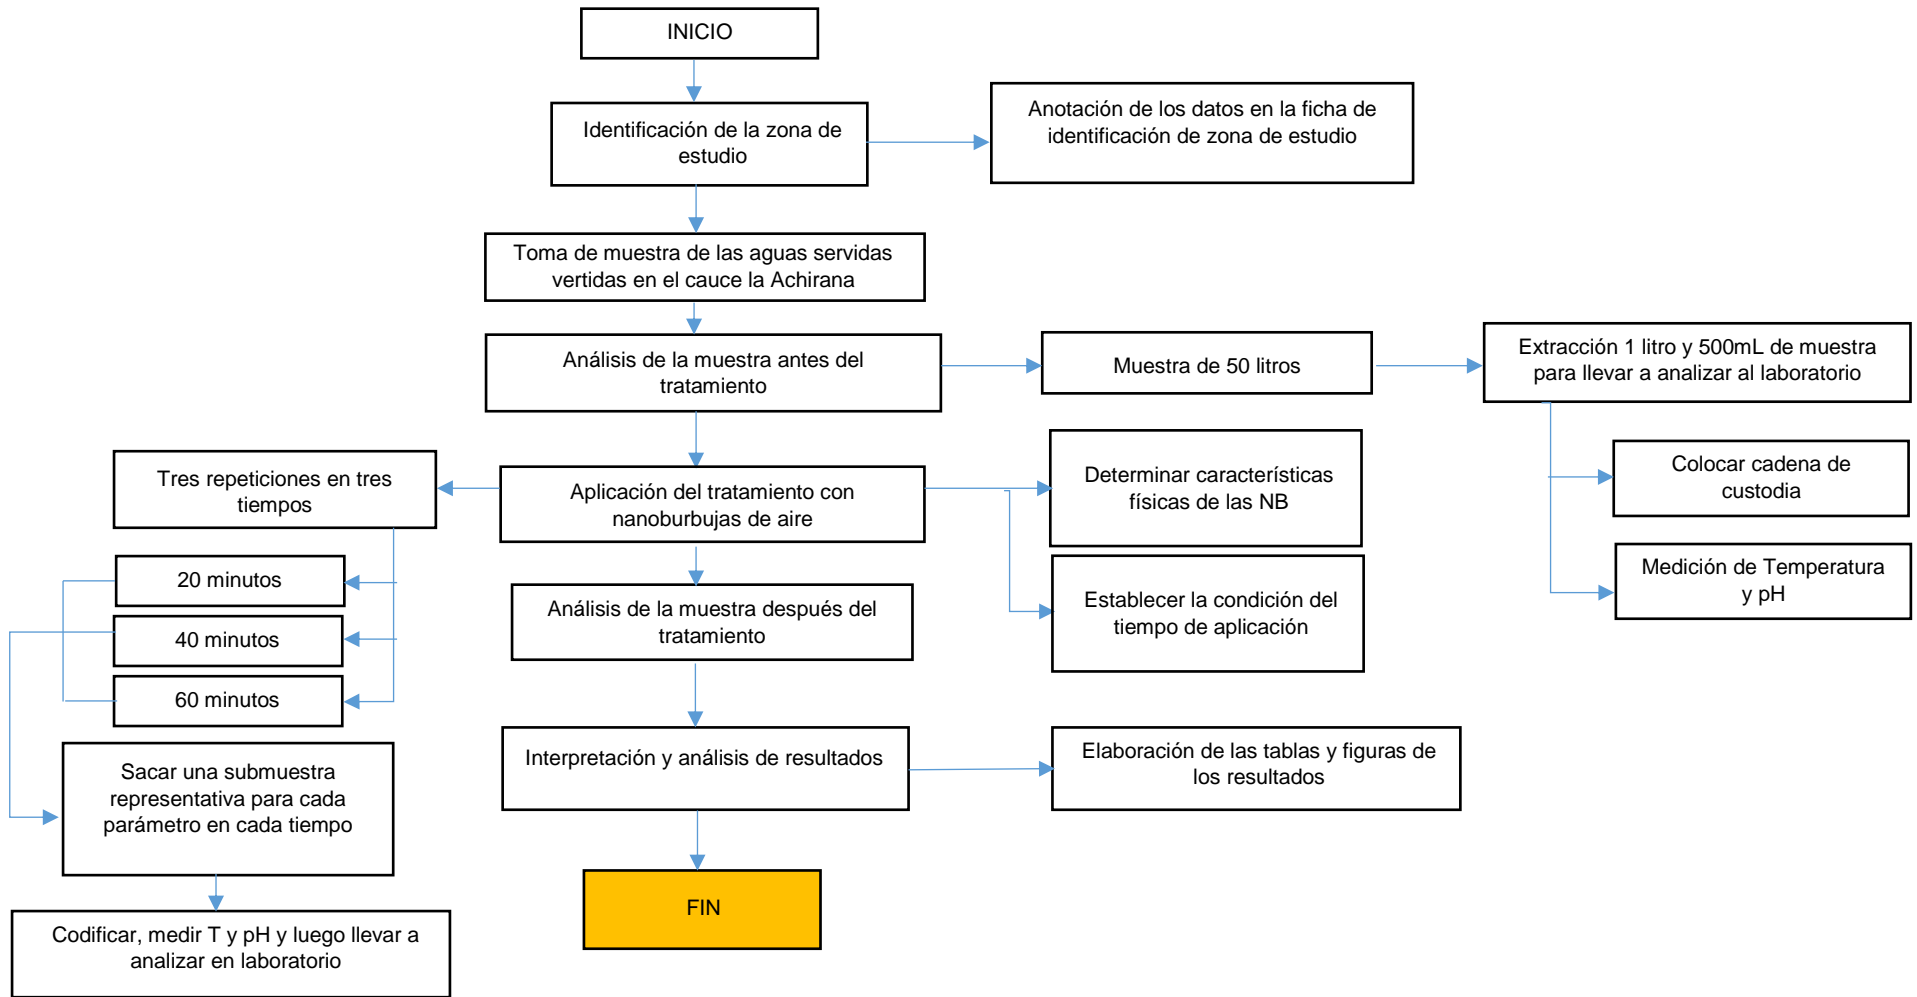 INICIO
Identificación de la zona de
estudio
Anotación de los datos en la ficha de
identificación de zona de estudio
Toma de muestra de las aguas servidas
vertidas en el cauce la Achirana
Análisis de la muestra antes del
tratamiento
Muestra de 50 litros
Extracción 1 litro y 500mL de muestra
para llevar a analizar al laboratorio
Colocar cadena de
custodia
Medición de Temperatura
y pH
Aplicación del tratamiento con
nanoburbujas de aire
Determinar características
físicas de las NB
Establecer la condición del
tiempo de aplicación
Tres repeticiones en tres
tiempos
20 minutos
40 minutos
60 minutos
Sacar una submuestra
representativa para cada
parámetro en cada tiempo
Codificar, medir T y pH y luego llevar a
analizar en laboratorio
Análisis de la muestra después del
tratamiento
Interpretación y análisis de resultados
Elaboración de las tablas y figuras de
los resultados
FIN